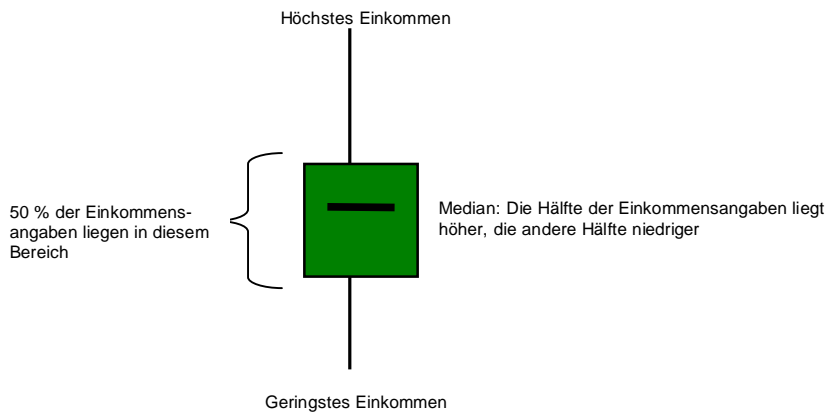 Höchstes Einkommen
50 % der Einkommens-
angaben liegen in diesem
Bereich
Median: Die Hälfte der Einkommensangaben liegt
höher, die andere Hälfte niedriger
Geringstes Einkommen